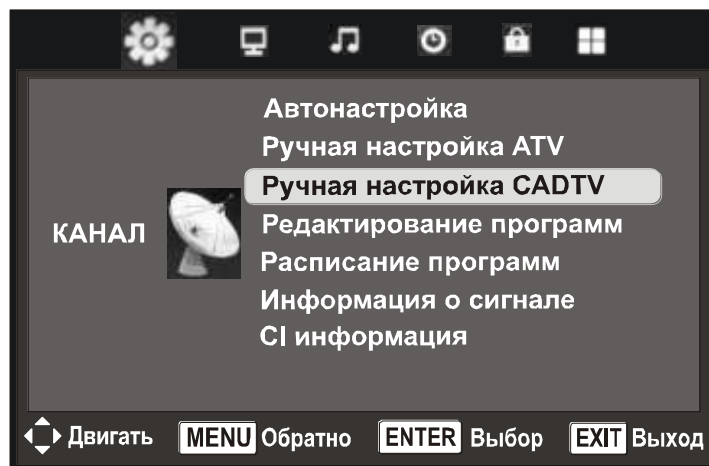 Автонастройка
Ручная настройка ATV
Ручная настройка CADTV
КАНАЛ
Редактирование программ
Расписание программ
Информация о сигнале
CI информация
Двигать MENU Обратно ENTER Выбор EXIT Выход